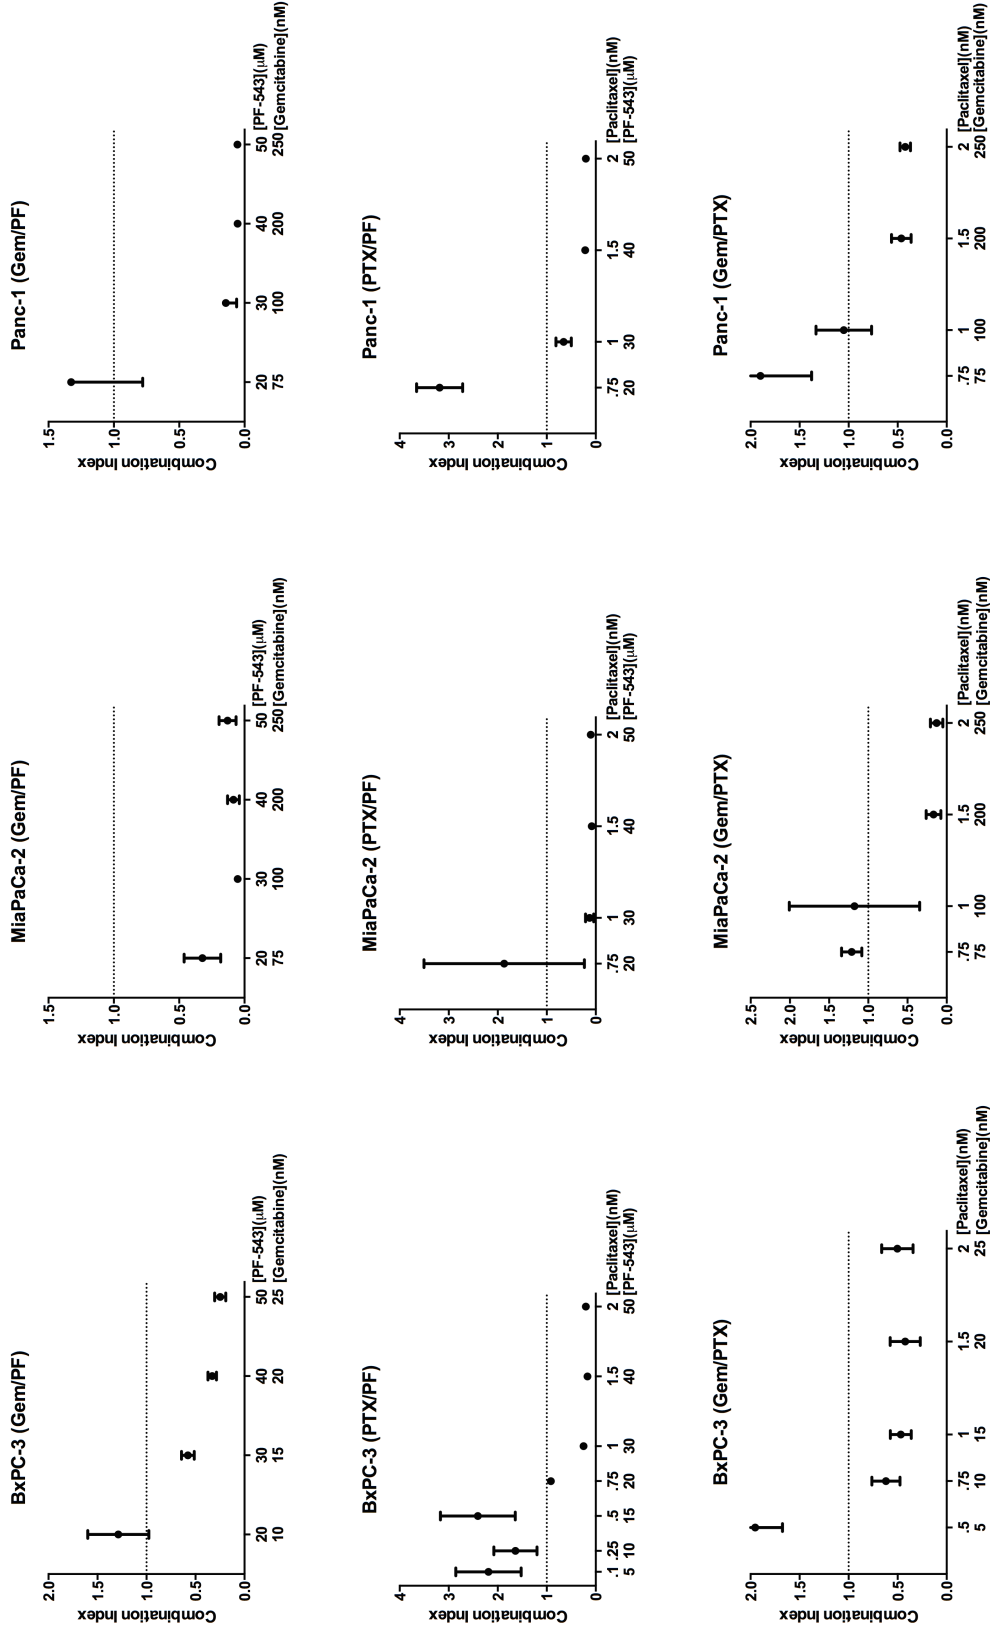 BxPC-3 (Gem/PF)
Combination Index
2.0
1.5
1.0
0.5
0.0
20 30 40 50 [PF-543](μM)
10 15 20 25 [Gemcitabine](nM)
MiaPaCa-2 (Gem/PF)
Combination Index
1.5
1.0
0.5
0.0
20 30 40 50 [PF-543](μM)
75 100 200 250 [Gemcitabine](nM)
Panc-1 (Gem/PF)
Combination Index
1.5
1.0
0.5
0.0
20 30 40 50 [PF-543](μM)
75 100 200 250 [Gemcitabine](nM)
BxPC-3 (PTX/PF)
Combination Index
4
3
2
1
0
.1 .25 .5 .75 1 1.5 2 [Paclitaxel](nM)
5 10 15 20 30 40 50 [PF-543](μM)
MiaPaCa-2 (PTX/PF)
Combination Index
4
3
2
1
0
.75 1 1.5 2 [Paclitaxel](nM)
20 30 40 50 [PF-543](μM)
Panc-1 (PTX/PF)
Combination Index
4
3
2
1
0
.75 1 1.5 2 [Paclitaxel](nM)
20 30 40 50 [PF-543](μM)
BxPC-3 (Gem/PTX)
Combination Index
2.0
1.5
1.0
0.5
0.0
.5 .75 1 1.5 2 [Paclitaxel](nM)
5 10 15 20 25 [Gemcitabine](nM)
MiaPaCa-2 (Gem/PTX)
Combination Index
2.5
2.0
1.5
1.0
0.5
0.0
.75 1 1.5 2 [Paclitaxel](nM)
75 100 200 250 [Gemcitabine](nM)
Panc-1 (Gem/PTX)
Combination Index
2.0
1.5
1.0
0.5
0.0
.75 1 1.5 2 [Paclitaxel](nM)
75 100 200 250 [Gemcitabine](nM)